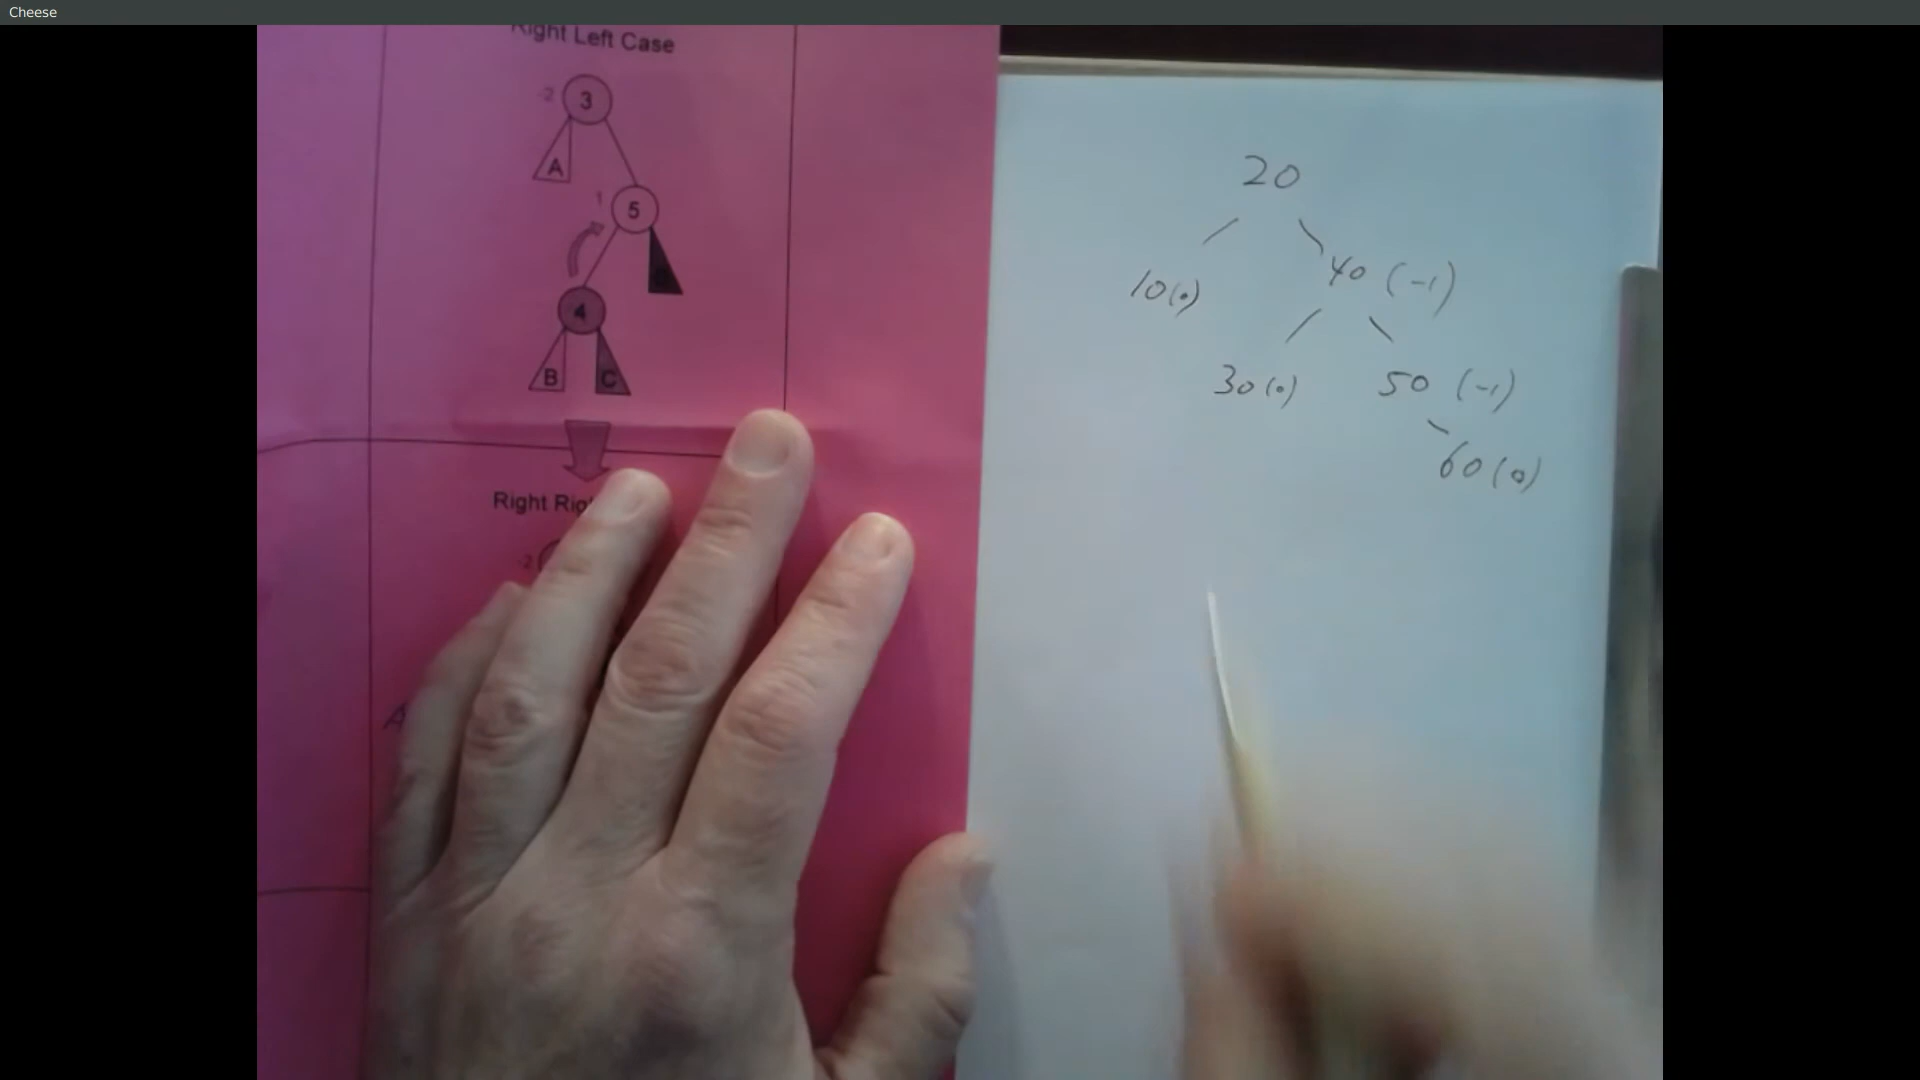 Cheese
Right Left Case
-2 3
A
1 5
4
B C
Right
-2
A
20
10(0) 40 (-1)
30(0) 50 (-1)
60(0)